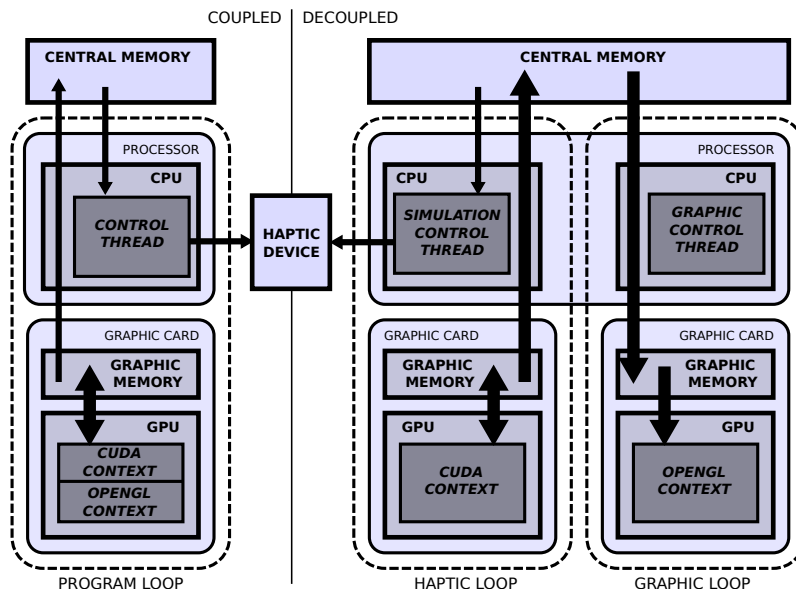 COUPLED
DECOUPLED
CENTRAL MEMORY
PROCESSOR
CPU
CONTROL
THREAD
GRAPHIC CARD
GRAPHIC
MEMORY
GPU
CUDA
CONTEXT
OPENGL
CONTEXT
PROGRAM LOOP
HAPTIC
DEVICE
CENTRAL MEMORY
PROCESSOR
CPU
SIMULATION
CONTROL
THREAD
CPU
GRAPHIC
CONTROL
THREAD
GRAPHIC CARD
GRAPHIC
MEMORY
GPU
CUDA
CONTEXT
HAPTIC LOOP
GRAPHIC CARD
GRAPHIC
MEMORY
GPU
OPENGL
CONTEXT
GRAPHIC LOOP